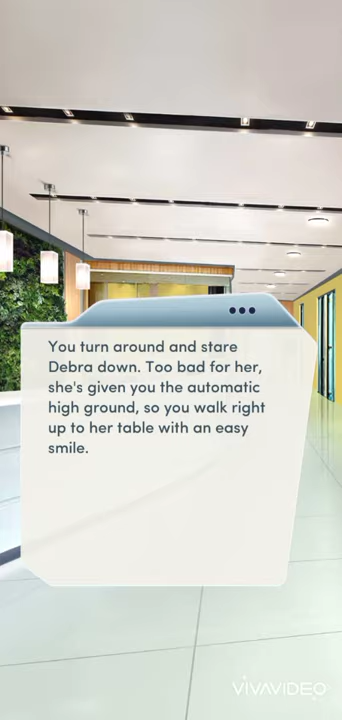 You turn around and stare
Debra down. Too bad for her,
she's given you the automatic
high ground, so you walk right
up to her table with an easy
smile.
VIVAVIDEO